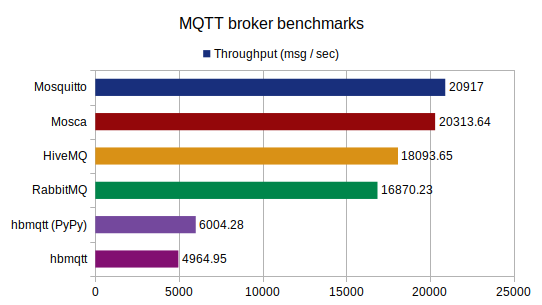 MQTT broker benchmarks
Throughput (msg / sec)
Mosquitto 20917
Mosca 20313.64
HiveMQ 18093.65
RabbitMQ 16870.23
hbmqtt (PyPy) 6004.28
hbmqtt 4964.95
0 5000 10000 15000 20000 25000